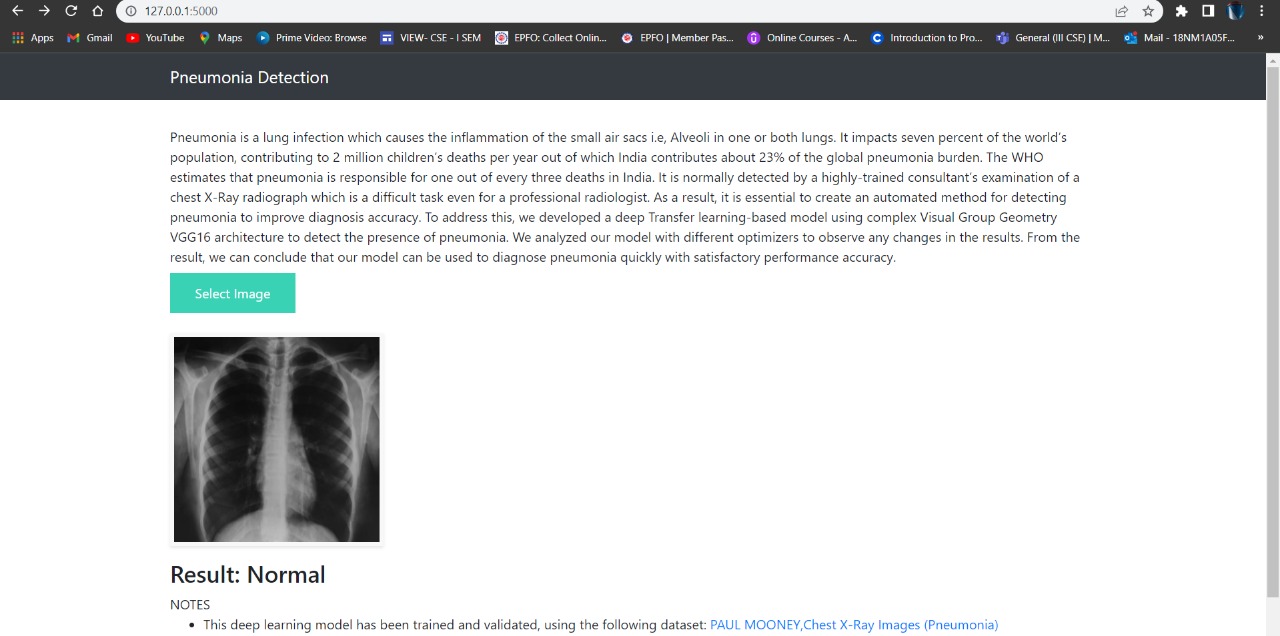 127.0.0.1:5000
Apps Gmail YouTube Maps Prime Video: Browse VIEW- CSE - I SEM EPFO: Collect Onlin... EPFO | Member Pas... Online Courses - A... Introduction to Pro... General (III CSE) | M... Mail - 18NM1A05F... »
Pneumonia Detection
Pneumonia is a lung infection which causes the inflammation of the small air sacs i.e, Alveoli in one or both lungs. It impacts seven percent of the world's
population, contributing to 2 million children's deaths per year out of which India contributes about 23% of the global pneumonia burden. The WHO
estimates that pneumonia is responsible for one out of every three deaths in India. It is normally detected by a highly-trained consultant's examination of a
chest X-Ray radiograph which is a difficult task even for a professional radiologist. As a result, it is essential to create an automated method for detecting
pneumonia to improve diagnosis accuracy. To address this, we developed a deep Transfer learning-based model using complex Visual Group Geometry
VGG16 architecture to detect the presence of pneumonia. We analyzed our model with different optimizers to observe any changes in the results. From the
result, we can conclude that our model can be used to diagnose pneumonia quickly with satisfactory performance accuracy.
Select Image
Result: Normal
NOTES
• This deep learning model has been trained and validated, using the following dataset: PAUL MOONEY,Chest X-Ray Images (Pneumonia)